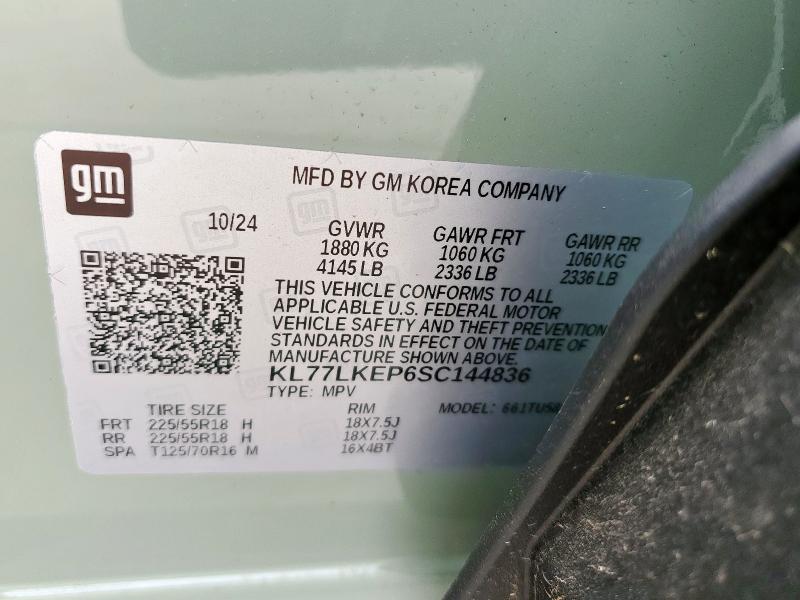 gm
MFD BY GM KOREA COMPANY
10/24
GVWR GAWR FRT GAWR RR
1880 KG 1060 KG 1060 KG
4145 LB 2336 LB 2336 LB
THIS VEHICLE CONFORMS TO ALL
APPLICABLE U.S. FEDERAL MOTOR
VEHICLE SAFETY AND THEFT PREVENTION
STANDARDS IN EFFECT ON THE DATE OF
MANUFACTURE SHOWN ABOVE.
KL77LKEP6SC144836
TYPE: MPV
TIRE SIZE RIM MODEL:
FRT 225/55R18 H 18X7.5J
RR 225/55R18 H 18X7.5J
SPA T125/70R16 M 16X4BT